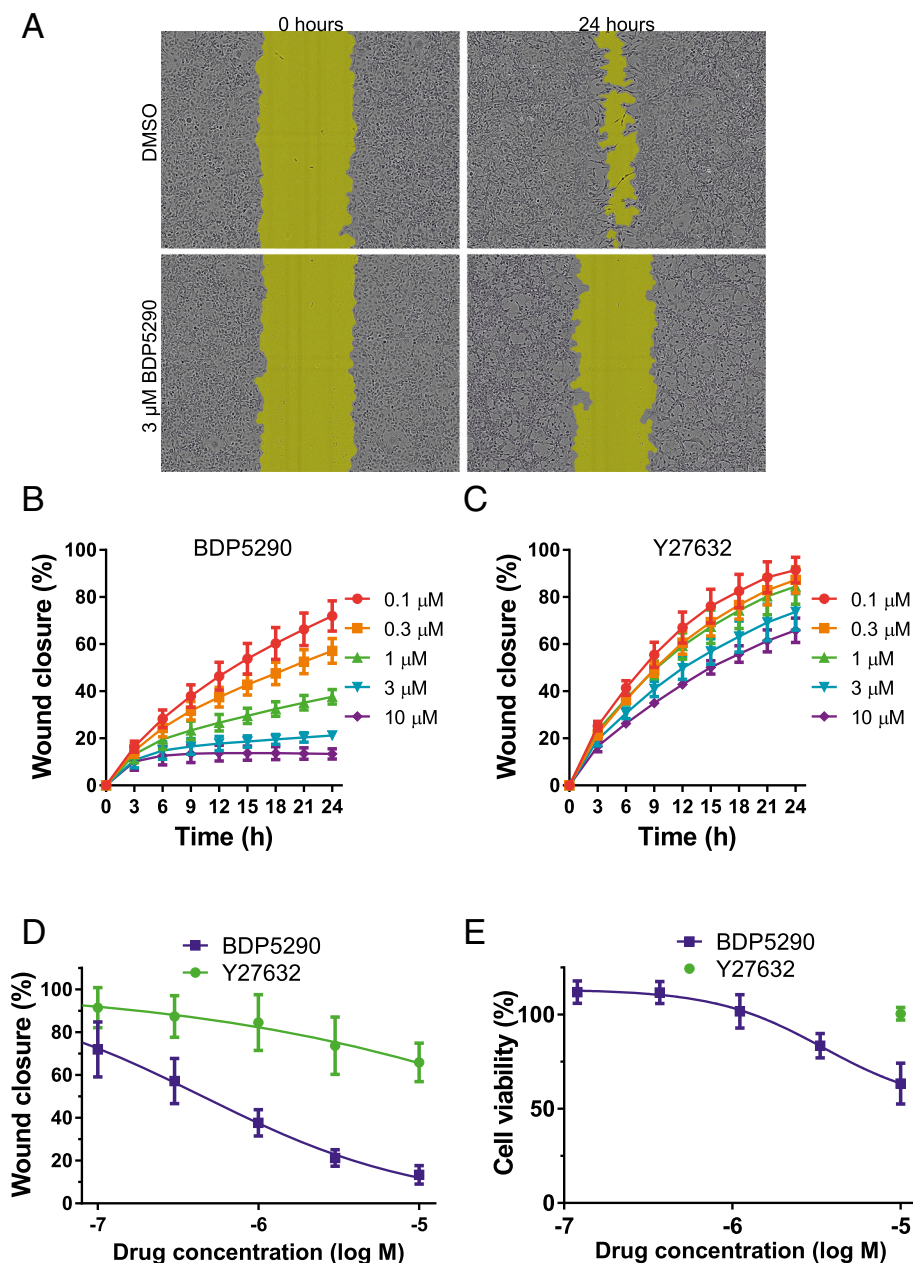 A
0 hours
24 hours
DMSO
3 µM BDP5290
B
BDP5290
Wound closure (%)
100
80
60
40
20
0
0 3 6 9 12 15 18 21 24
Time (h)
0.1 µM
0.3 µM
1 µM
3 µM
10 µM
C
Y27632
Wound closure (%)
100
80
60
40
20
0
0 3 6 9 12 15 18 21 24
Time (h)
0.1 µM
0.3 µM
1 µM
3 µM
10 µM
D
BDP5290
Y27632
Wound closure (%)
100
80
60
40
20
0
-7 -6 -5
Drug concentration (log M)
E
BDP5290
Y27632
Cell viability (%)
100
50
0
-7 -6 -5
Drug concentration (log M)